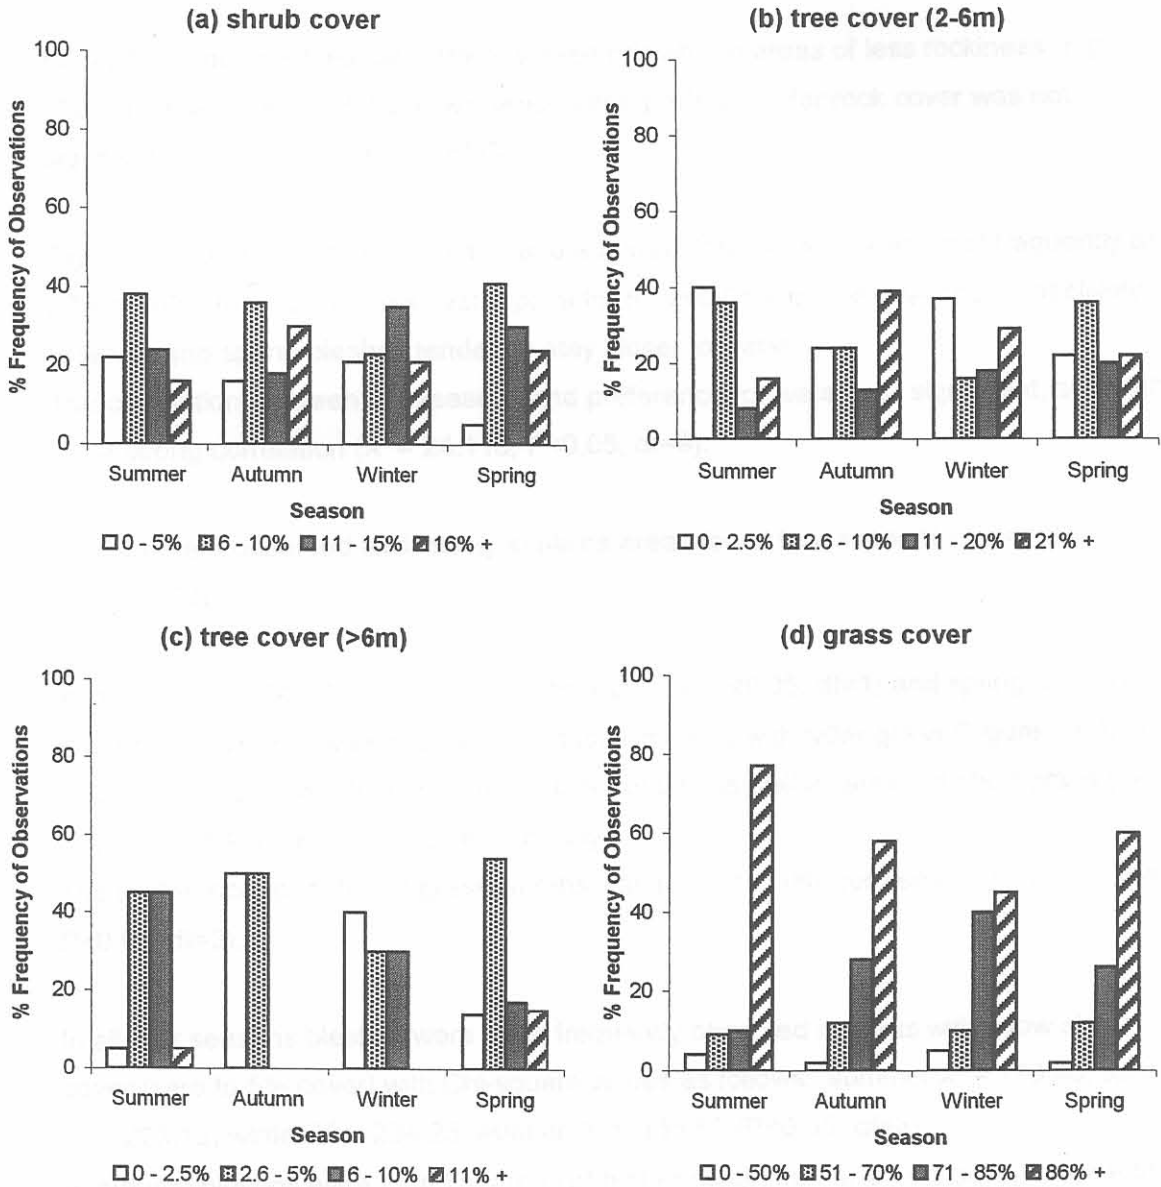 (a) shrub cover
% Frequency of Observations
100
80
60
40
20
0
Summer Autumn Winter Spring
Season
0 - 5% 6 - 10% 11 - 15% 16% +
(b) tree cover (2-6m)
% Frequency of Observations
100
80
60
40
20
0
Summer Autumn Winter Spring
Season
0 - 2.5% 2.6 - 10% 11 - 20% 21% +
(c) tree cover (>6m)
% Frequency of Observations
100
80
60
40
20
0
Summer Autumn Winter Spring
Season
0 - 2.5% 2.6 - 5% 6 - 10% 11% +
(d) grass cover
% Frequency of Observations
100
80
60
40
20
0
Summer Autumn Winter Spring
Season
0 - 50% 51 - 70% 71 - 85% 86% +